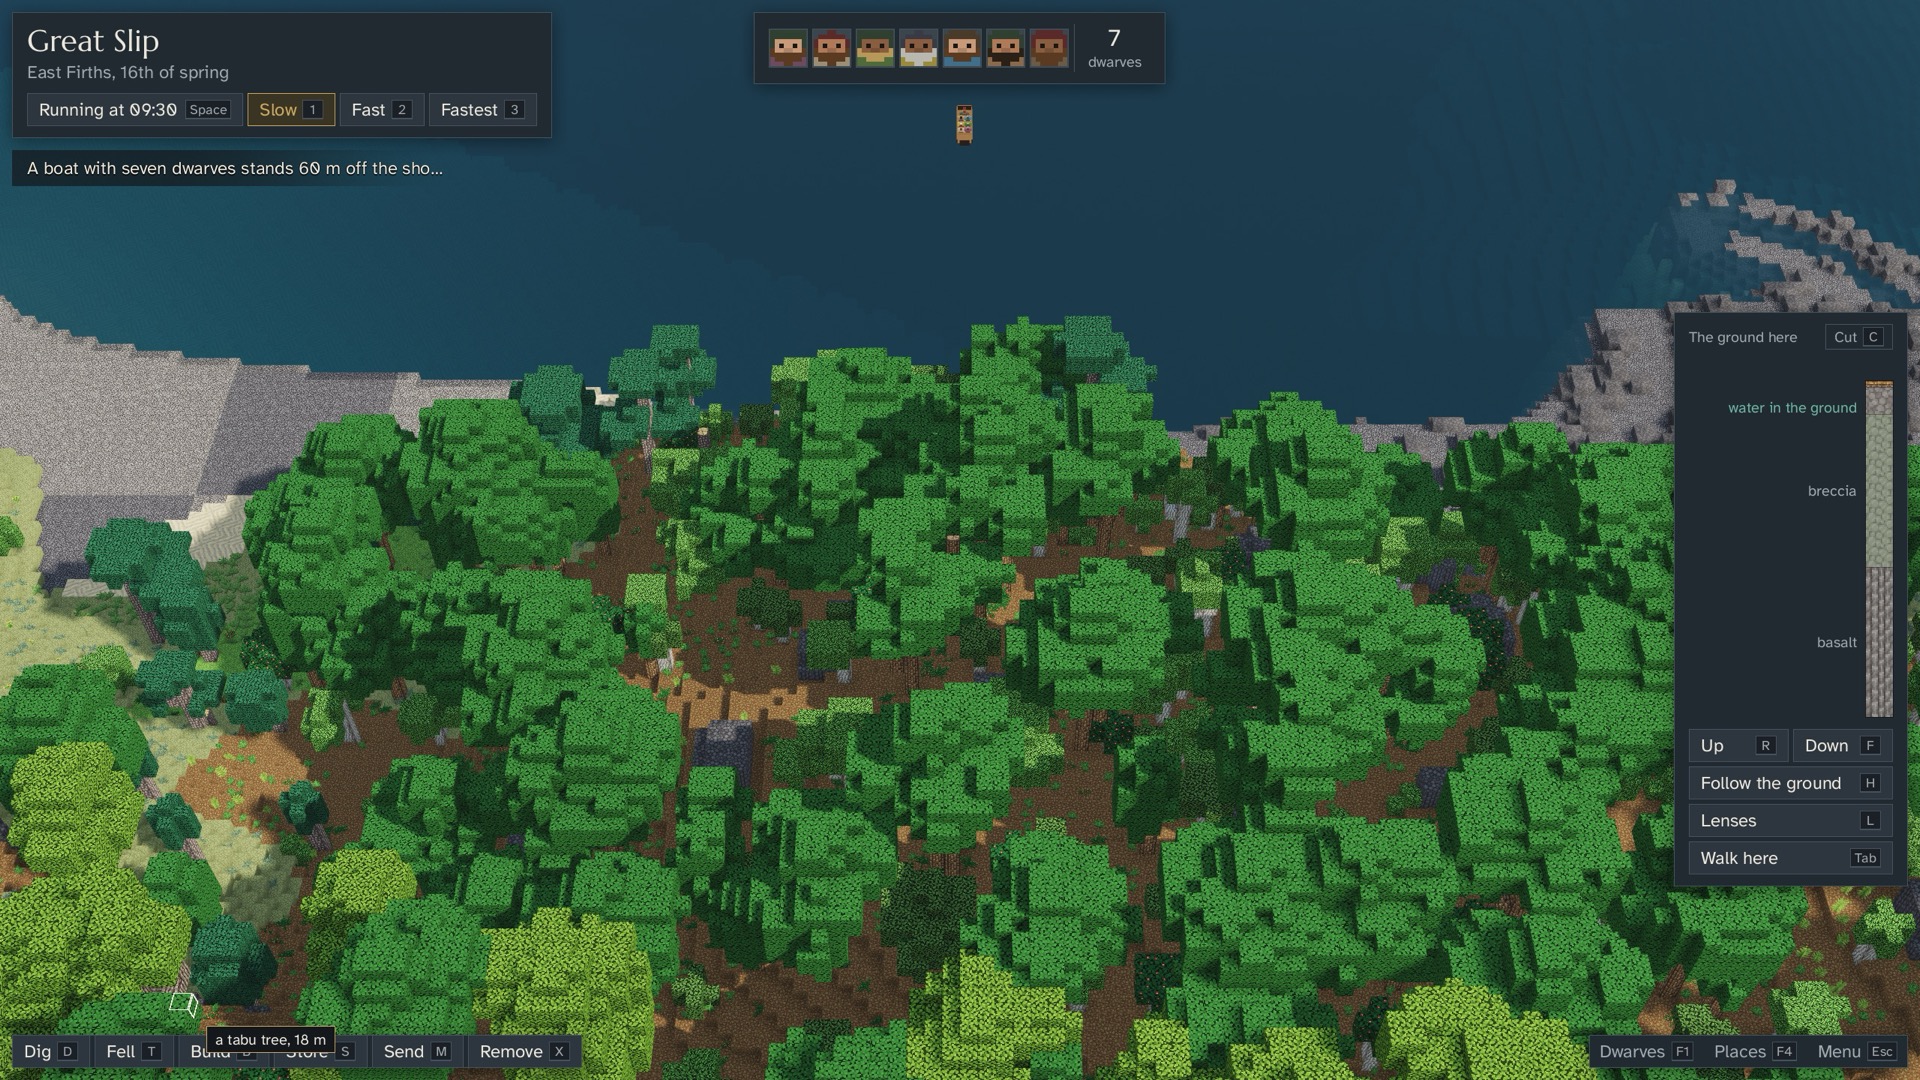 Great Slip
East Firths, 16th of spring
Running at 09:30 Space Slow 1 Fast 2 Fastest 3
A boat with seven dwarves stands 60 m off the sho...
7
dwarves
The ground here Cut C
water in the ground
breccia
basalt
Up R Down F
Follow the ground H
Lenses L
Walk here Tab
a tabu tree, 18 m
Dig D Fell T Build B Store S Send M Remove X
Dwarves F1 Places F4 Menu Esc